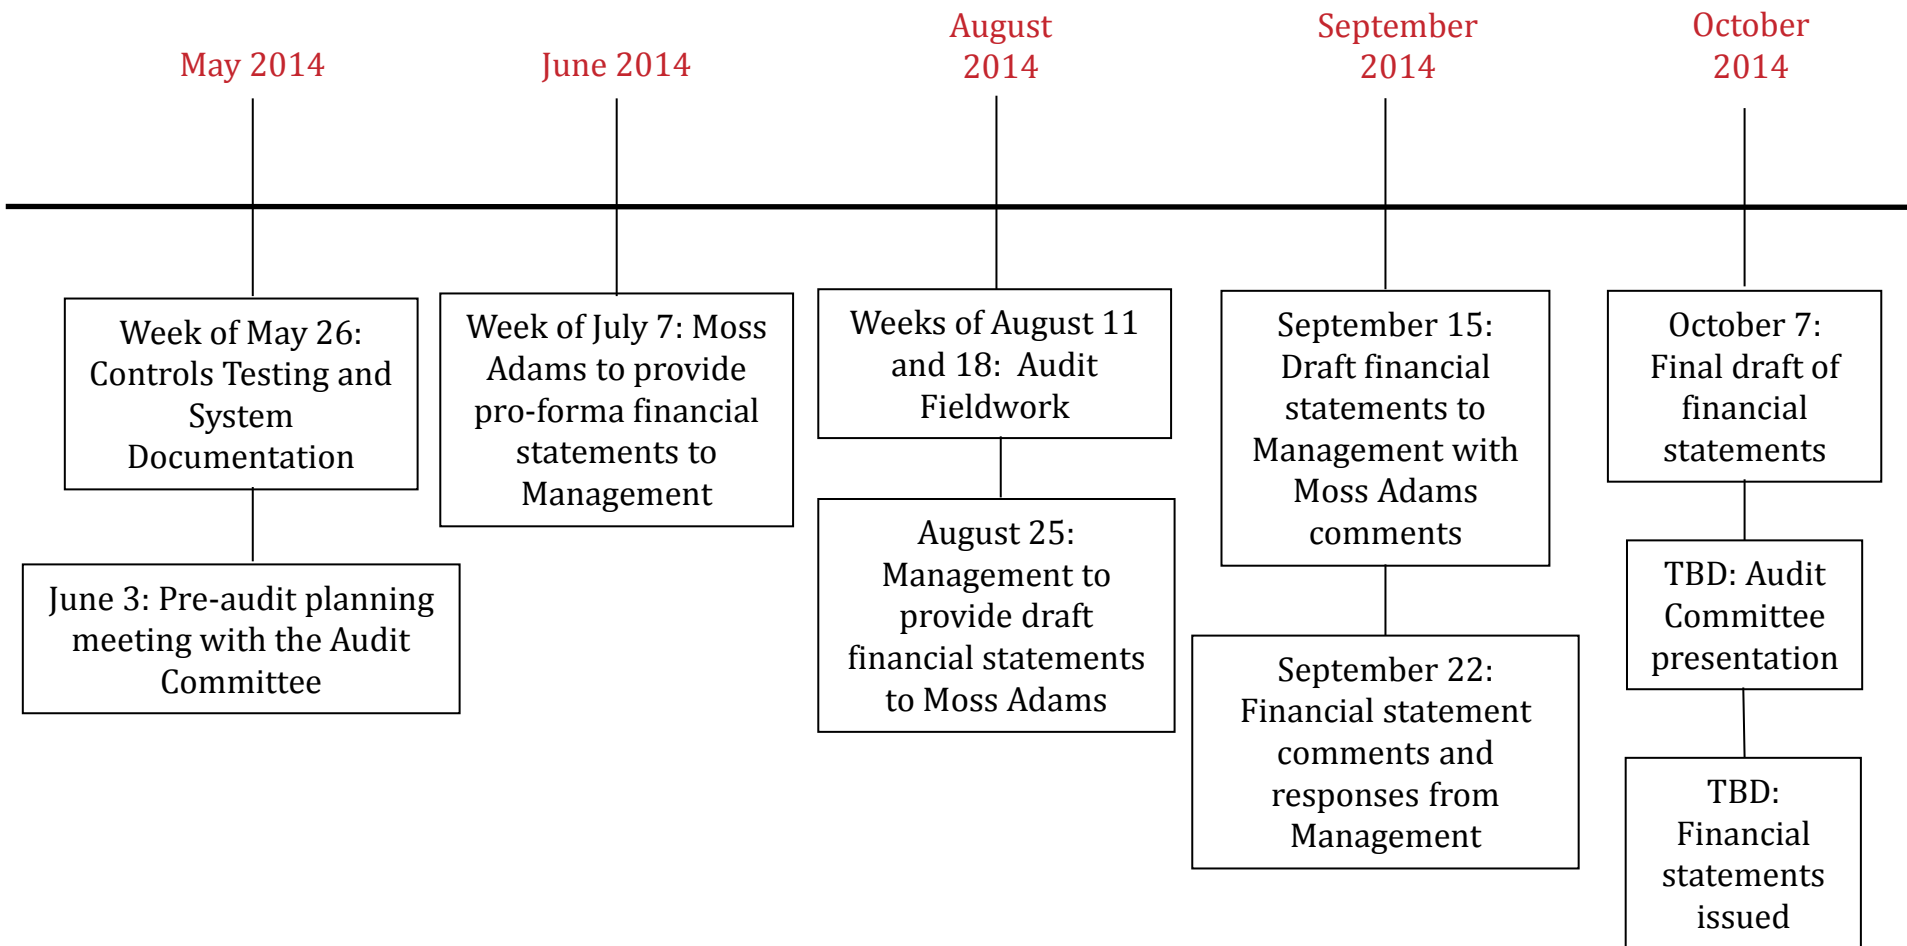 May 2014
June 2014
August
2014
September
2014
October
2014
Week of May 26:
Controls Testing and
System
Documentation
June 3: Pre-audit planning
meeting with the Audit
Committee
Week of July 7: Moss
Adams to provide
pro-forma financial
statements to
Management
Weeks of August 11
and 18:  Audit
Fieldwork
August 25:
Management to
provide draft
financial statements
to Moss Adams
September 15:
Draft financial
statements to
Management with
Moss Adams
comments
September 22:
Financial statement
comments and
responses from
Management
October 7:
Final draft of
financial
statements
TBD: Audit
Committee
presentation
TBD:
Financial
statements
issued